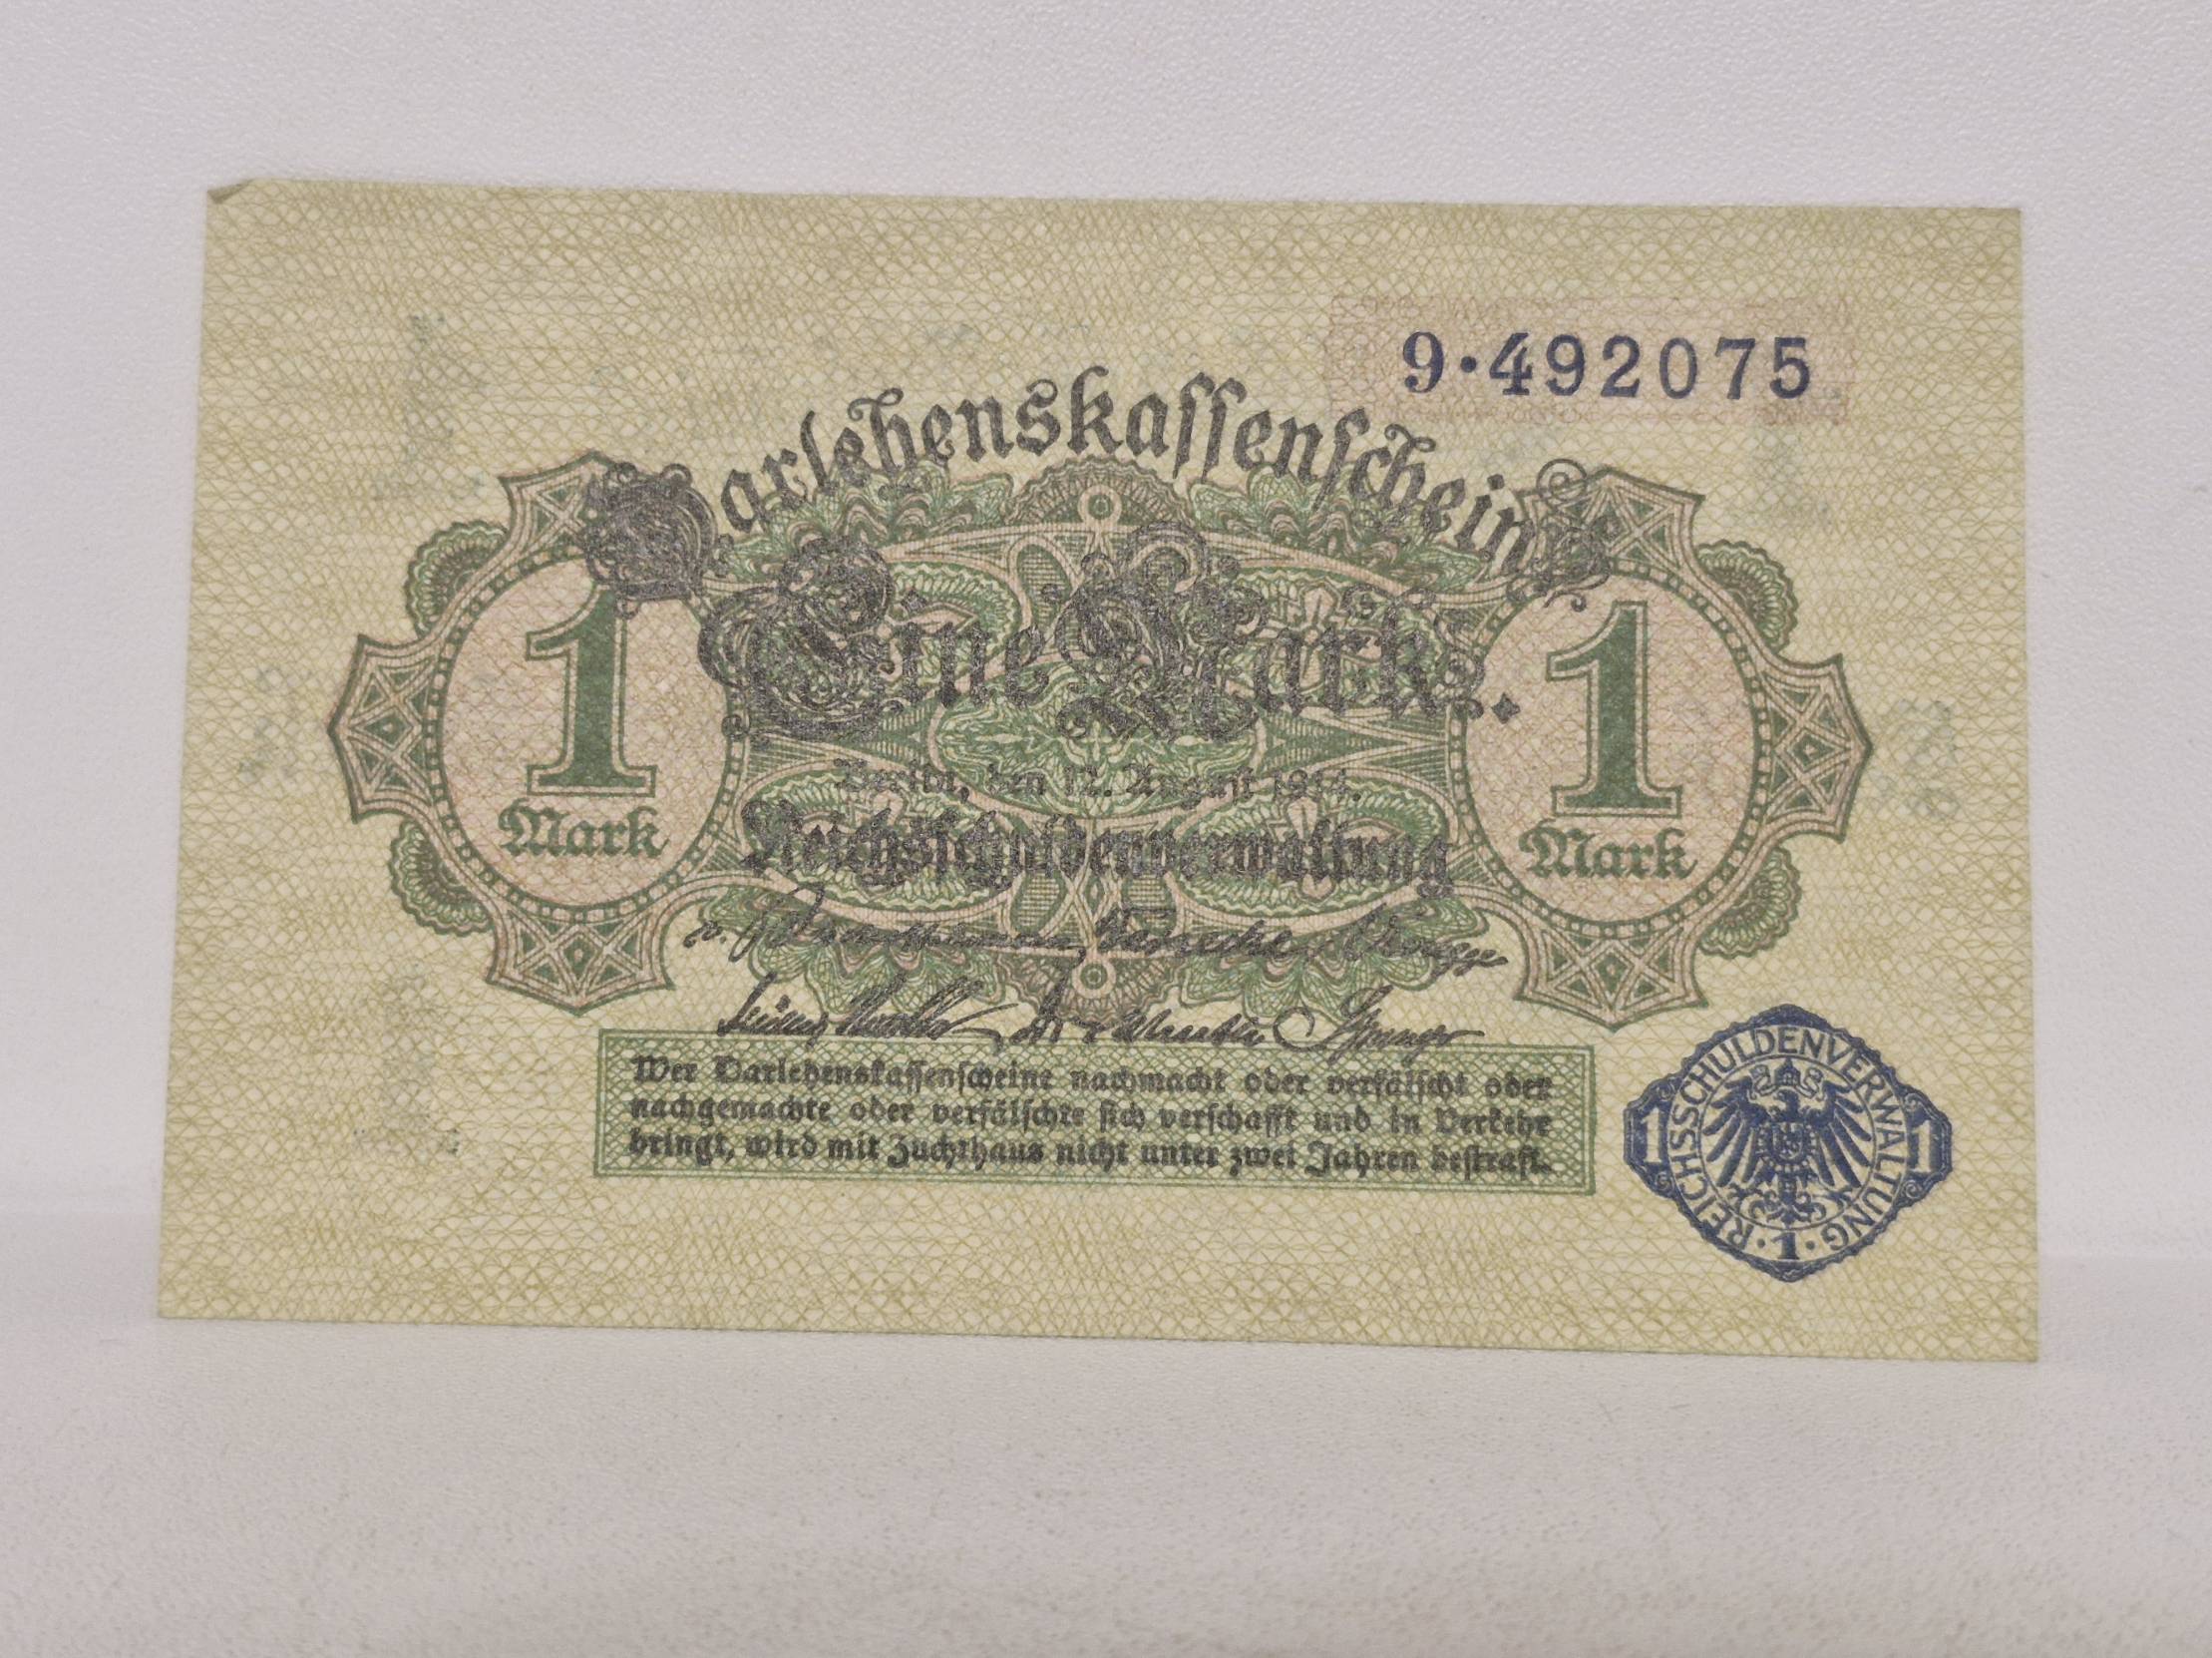 9·492075
Darlehenskassenschein
Eine Mark.
1
Mark
1
Mark
Berlin, den 12. August 1914.
Reichsschuldenverwaltung
Wer Darlehenskassenscheine nachmacht oder verfälscht oder
nachgemachte oder verfälschte sich verschafft und in Verkehr
bringt, wird mit Zuchthaus nicht unter zwei Jahren bestraft.
REICHSSCHULDENVERWALTUNG
1 1
· 1 ·